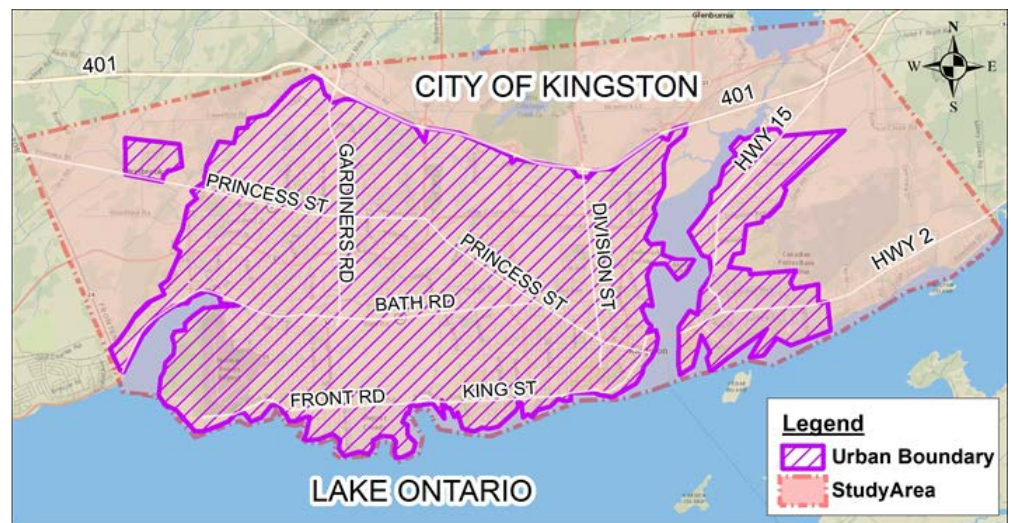 Glenburnie
N
W E
S
401
CITY OF KINGSTON
401
HWY 15
GARDINERS RD
PRINCESS ST
DIVISION ST
PRINCESS ST
HWY 2
BATH RD
FRONT RD
KING ST
LAKE ONTARIO
Legend
Urban Boundary
StudyArea